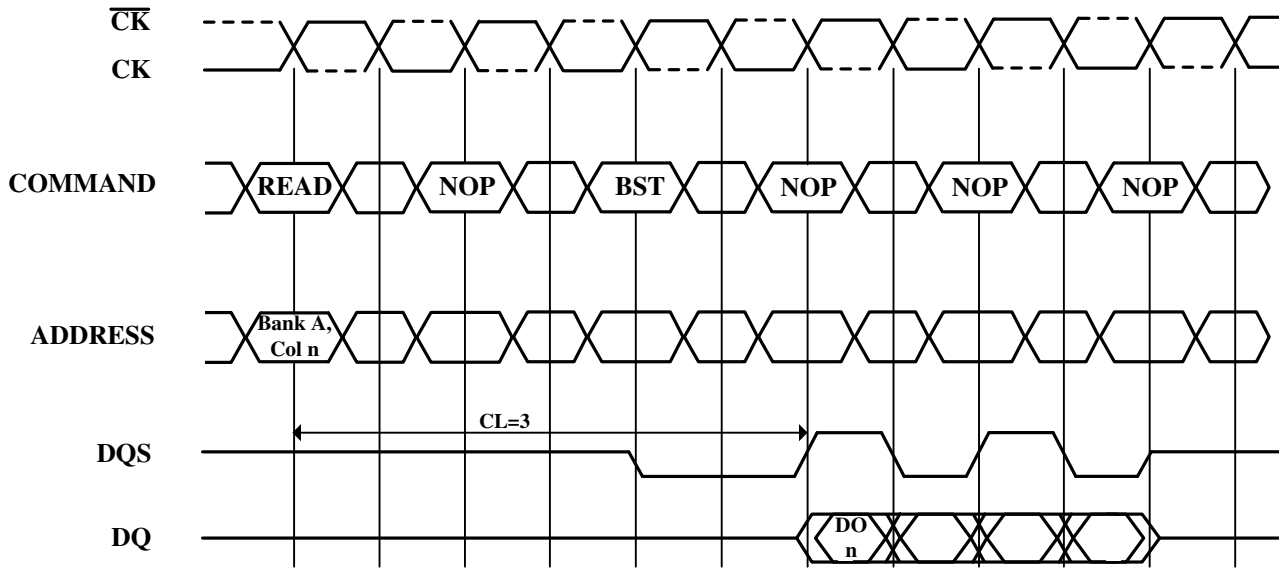 CK
CK
COMMAND
READ
NOP
BST
NOP
NOP
NOP
ADDRESS
Bank A,
Col n
CL=3
DQS
DQ
DO
n